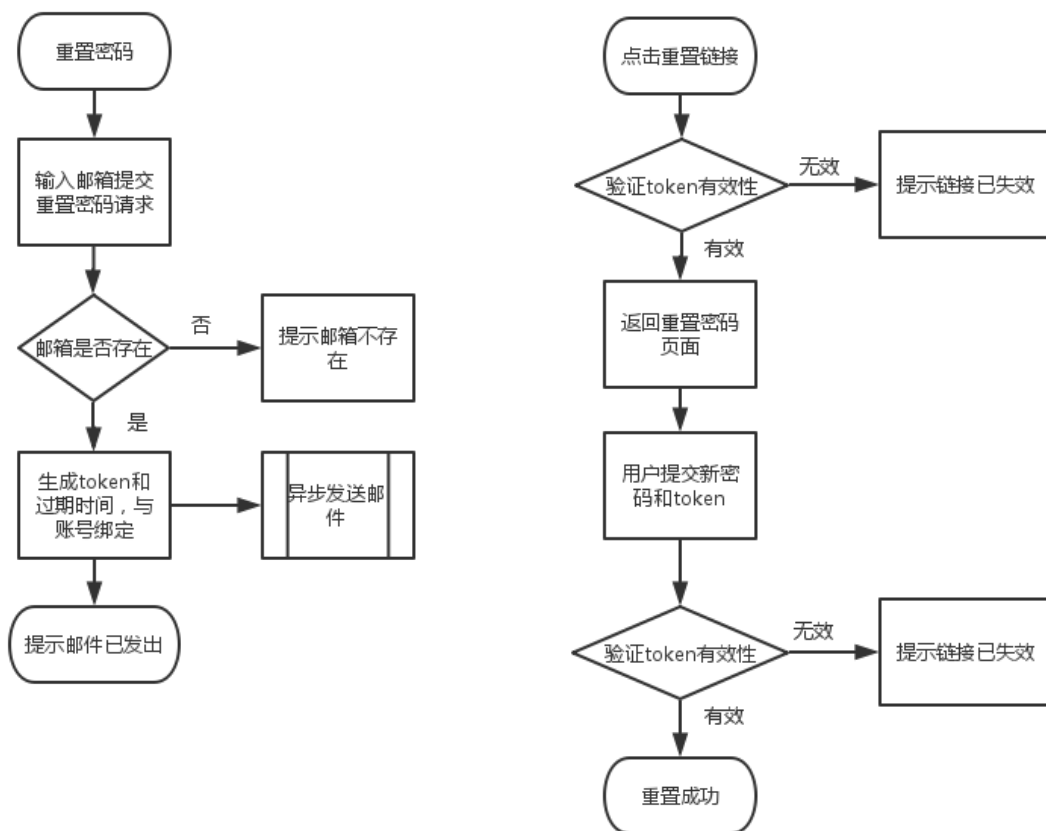 重置密码
输入邮箱提交
重置密码请求
邮箱是否存在
否
提示邮箱不存
在
是
生成token和
过期时间，与
账号绑定
异步发送邮
件
提示邮件已发出
点击重置链接
验证token有效性
无效
提示链接已失效
有效
返回重置密码
页面
用户提交新密
码和token
验证token有效性
无效
提示链接已失效
有效
重置成功